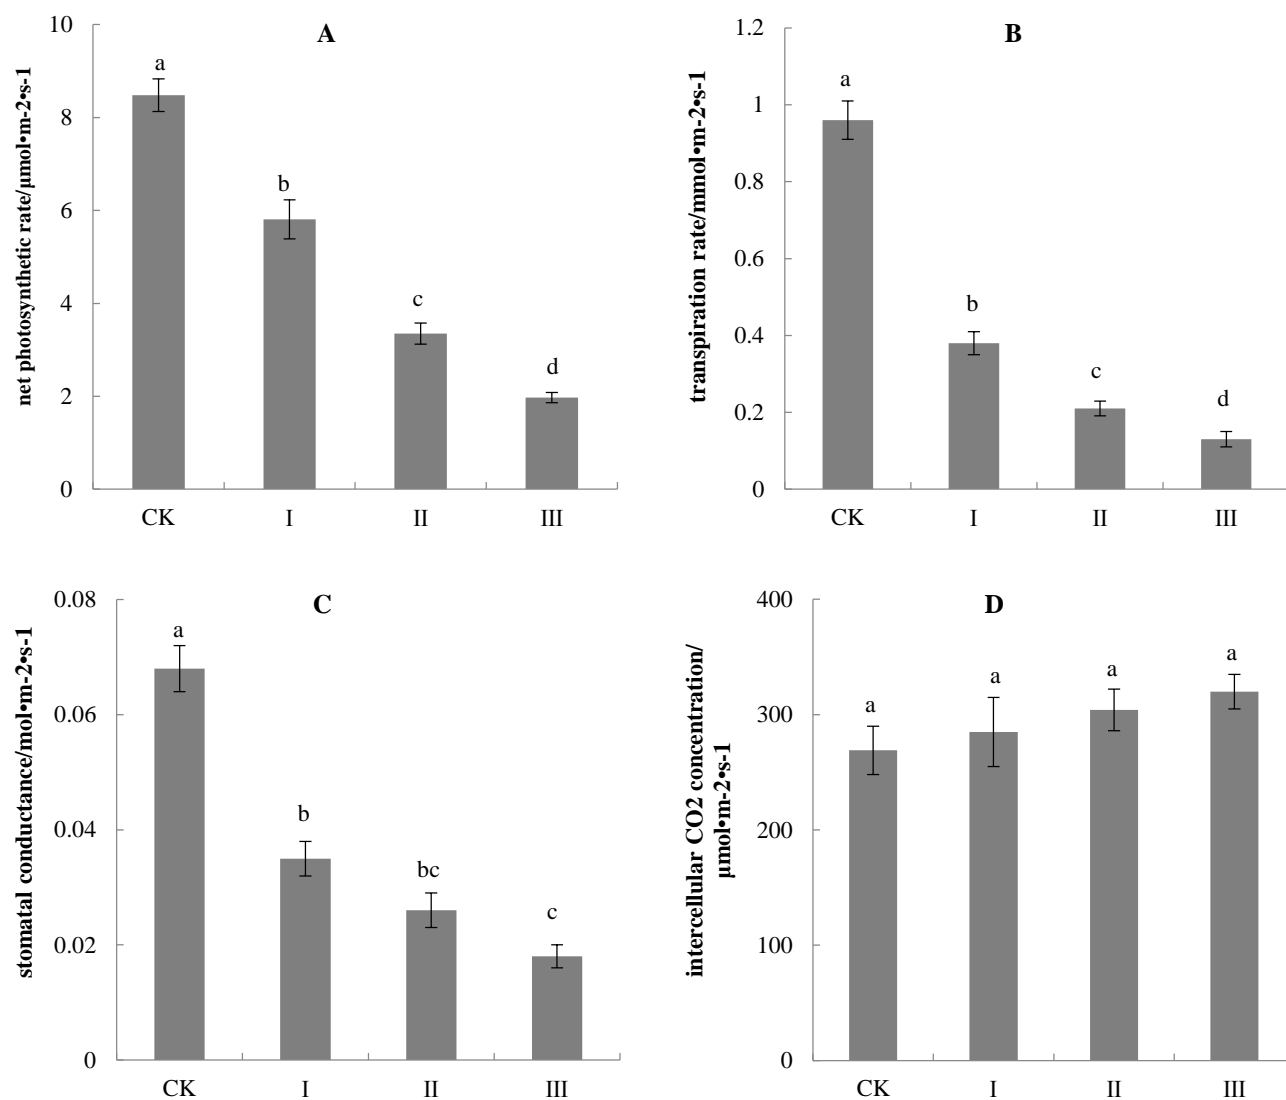 A
net photosynthetic rate/μmol•m-2•s-1
10
8
6
4
2
0
a
b
c
d
CK I II III
B
transpiration rate/mmol•m-2•s-1
1.2
1
0.8
0.6
0.4
0.2
0
a
b
c
d
CK I II III
C
stomatal conductance/mol•m-2•s-1
0.08
0.06
0.04
0.02
0
a
b
bc
c
CK I II III
D
intercellular CO2 concentration/
μmol•m-2•s-1
400
300
200
100
0
a
a
a
a
CK I II III